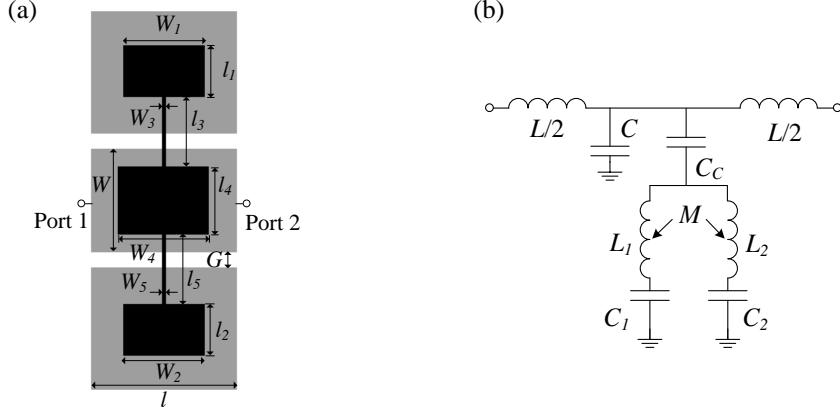 (a)
W₁
l₁
W₃
l₃
W
l₄
Port 1
Port 2
W₄
G
W₅
l₅
l₂
W₂
l
(b)
L/2
C
L/2
C_C
M
L₁
L₂
C₁
C₂